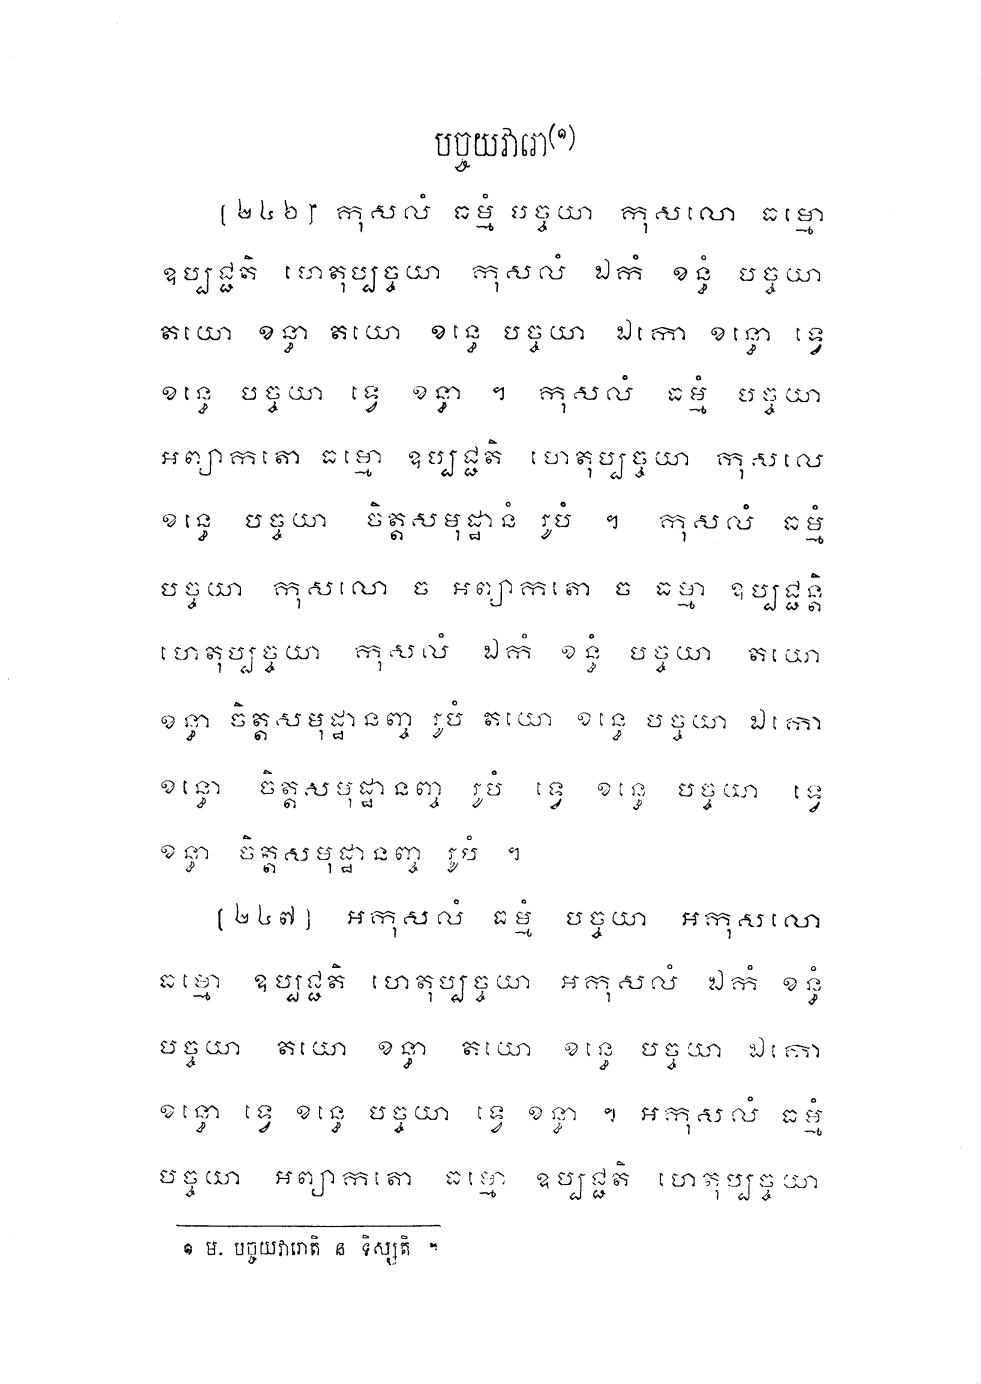 បច្ចយវារោ(១)
[២៤៦] កុសលំ ធម្មំ បច្ចយា កុសលោ ធម្មោ
ឧប្បជ្ជតិ ហេតុប្បច្ចយា កុសលំ ឯកំ ខន្ធំ បច្ចយា
តយោ ខន្ធា តយោ ខន្ធេ បច្ចយា ឯកោ ខន្ធោ ទ្វេ
ខន្ធេ បច្ចយា ទ្វេ ខន្ធា ។ កុសលំ ធម្មំ បច្ចយា
អព្យាកតោ ធម្មោ ឧប្បជ្ជតិ ហេតុប្បច្ចយា កុសលេ
ខន្ធេ បច្ចយា ចិត្តសមុដ្ឋានំ រូបំ ។ កុសលំ ធម្មំ
បច្ចយា កុសលោ ច អព្យាកតោ ច ធម្មា ឧប្បជ្ជន្តិ
ហេតុប្បច្ចយា កុសលំ ឯកំ ខន្ធំ បច្ចយា តយោ
ខន្ធា ចិត្តសមុដ្ឋានញ្ច រូបំ តយោ ខន្ធេ បច្ចយា ឯកោ
ខន្ធោ ចិត្តសមុដ្ឋានញ្ច រូបំ ទ្វេ ខន្ធេ បច្ចយា ទ្វេ
ខន្ធា ចិត្តសមុដ្ឋានញ្ច រូបំ ។
[២៤៧] អកុសលំ ធម្មំ បច្ចយា អកុសលោ
ធម្មោ ឧប្បជ្ជតិ ហេតុប្បច្ចយា អកុសលំ ឯកំ ខន្ធំ
បច្ចយា តយោ ខន្ធា តយោ ខន្ធេ បច្ចយា ឯកោ
ខន្ធោ ទ្វេ ខន្ធេ បច្ចយា ទ្វេ ខន្ធា ។ អកុសលំ ធម្មំ
បច្ចយា អព្យាកតោ ធម្មោ ឧប្បជ្ជតិ ហេតុប្បច្ចយា
១ ម. បច្ចយវារោតិ ន ទិស្សតិ ។